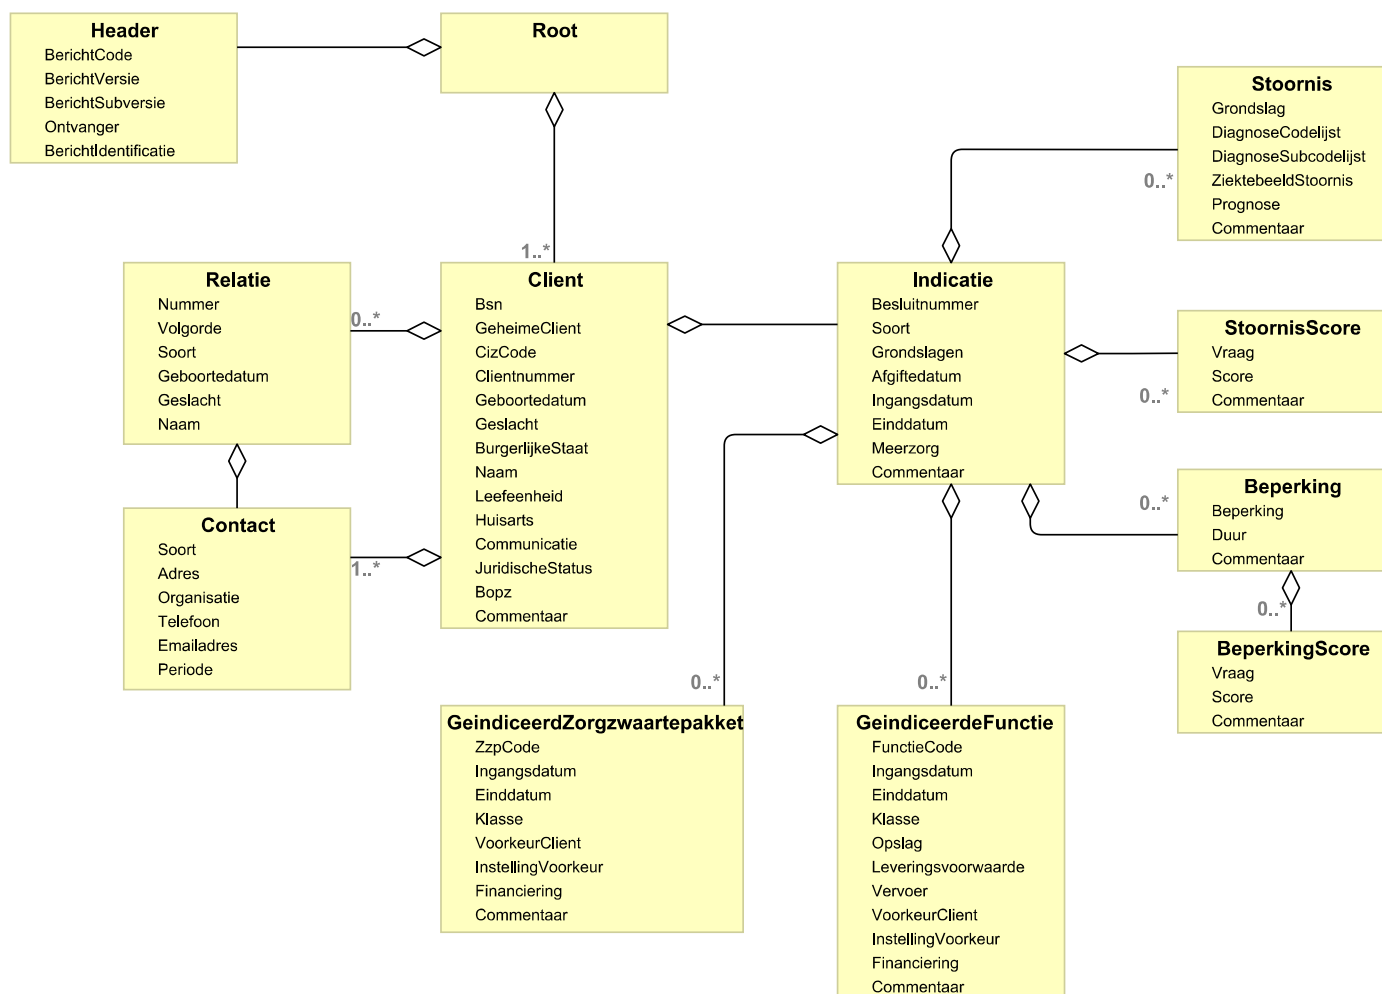 Header
BerichtCode
BerichtVersie
BerichtSubversie
Ontvanger
BerichtIdentificatie
Root
1..*
Stoornis
Grondslag
DiagnoseCodelijst
DiagnoseSubcodelijst
ZiektebeeldStoornis
Prognose
Commentaar
0..*
Relatie
Nummer
Volgorde
Soort
Geboortedatum
Geslacht
Naam
0..*
Client
Bsn
GeheimeClient
CizCode
Clientnummer
Geboortedatum
Geslacht
BurgerlijkeStaat
Naam
Leefeenheid
Huisarts
Communicatie
JuridischeStatus
Bopz
Commentaar
Indicatie
Besluitnummer
Soort
Grondslagen
Afgiftedatum
Ingangsdatum
Einddatum
Meerzorg
Commentaar
StoornisScore
Vraag
Score
Commentaar
0..*
Contact
Soort
Adres
Organisatie
Telefoon
Emailadres
Periode
1..*
Beperking
Beperking
Duur
Commentaar
0..*
0..*
BeperkingScore
Vraag
Score
Commentaar
0..*
GeindiceerdZorgzwaartepakket
ZzpCode
Ingangsdatum
Einddatum
Klasse
VoorkeurClient
InstellingVoorkeur
Financiering
Commentaar
0..*
GeindiceerdeFunctie
FunctieCode
Ingangsdatum
Einddatum
Klasse
Opslag
Leveringsvoorwaarde
Vervoer
VoorkeurClient
InstellingVoorkeur
Financiering
Commentaar